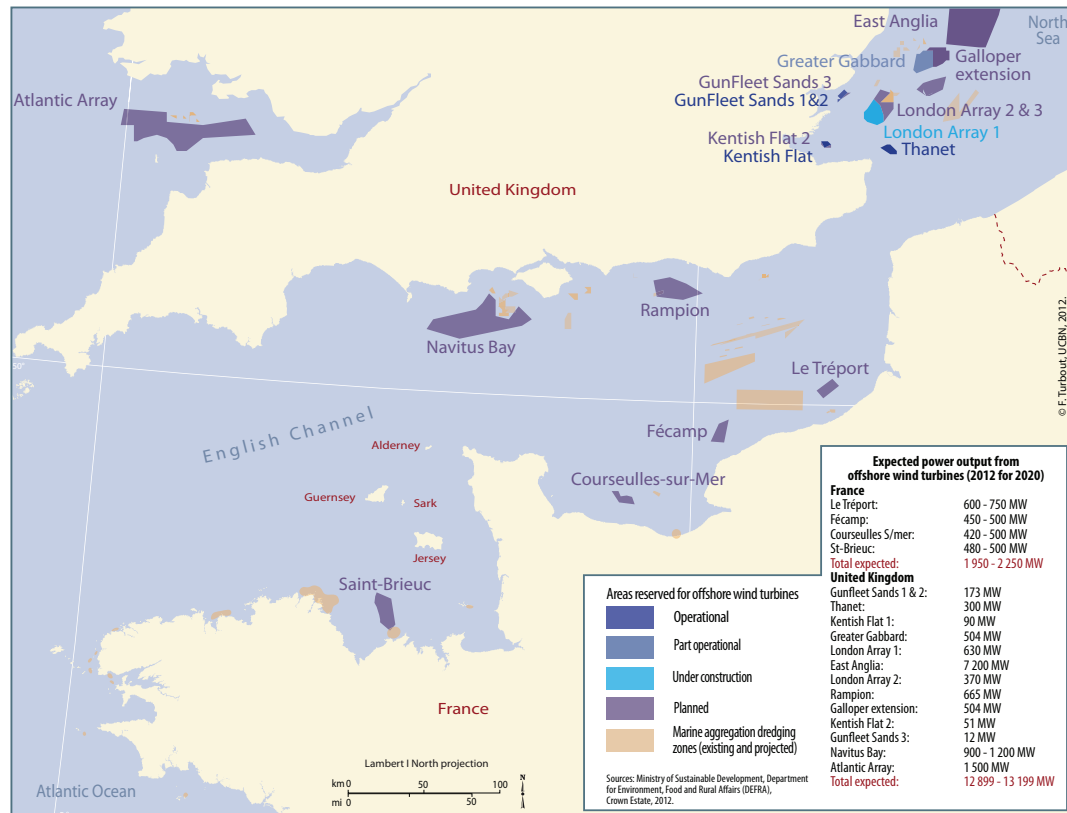 East Anglia
North
Sea
Greater Gabbard
Galloper
extension
GunFleet Sands 3
GunFleet Sands 1&2
Atlantic Array
London Array 2 & 3
London Array 1
Kentish Flat 2
Kentish Flat
Thanet
United Kingdom
Rampion
Navitus Bay
50°
Le Tréport
© F. Turbout, UCBN, 2012.
English Channel
Fécamp
Alderney
Courseulles-sur-Mer
Guernsey
Sark
Jersey
Saint-Brieuc
France
Atlantic Ocean
Lambert I North projection
km 0 50 100
mi 0 50
N
Areas reserved for offshore wind turbines
Operational
Part operational
Under construction
Planned
Marine aggregation dredging
zones (existing and projected)
Sources: Ministry of Sustainable Development, Department
for Environment, Food and Rural Affairs (DEFRA),
Crown Estate, 2012.
Expected power output from
offshore wind turbines (2012 for 2020)
France
Le Tréport: 600 - 750 MW
Fécamp: 450 - 500 MW
Courseulles S/mer: 420 - 500 MW
St-Brieuc: 480 - 500 MW
Total expected: 1 950 - 2 250 MW
United Kingdom
Gunfleet Sands 1 & 2: 173 MW
Thanet: 300 MW
Kentish Flat 1: 90 MW
Greater Gabbard: 504 MW
London Array 1: 630 MW
East Anglia: 7 200 MW
London Array 2: 370 MW
Rampion: 665 MW
Galloper extension: 504 MW
Kentish Flat 2: 51 MW
Gunfleet Sands 3: 12 MW
Navitus Bay: 900 - 1 200 MW
Atlantic Array: 1 500 MW
Total expected: 12 899 - 13 199 MW